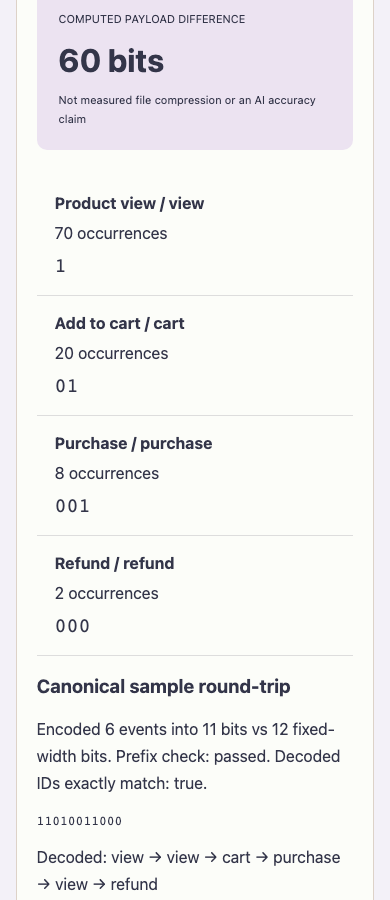 COMPUTED PAYLOAD DIFFERENCE
60 bits
Not measured file compression or an AI accuracy
claim
Product view / view
70 occurrences
1
Add to cart / cart
20 occurrences
01
Purchase / purchase
8 occurrences
001
Refund / refund
2 occurrences
000
Canonical sample round-trip
Encoded 6 events into 11 bits vs 12 fixed-
width bits. Prefix check: passed. Decoded
IDs exactly match: true.
11010011000
Decoded: view → view → cart → purchase
→ view → refund